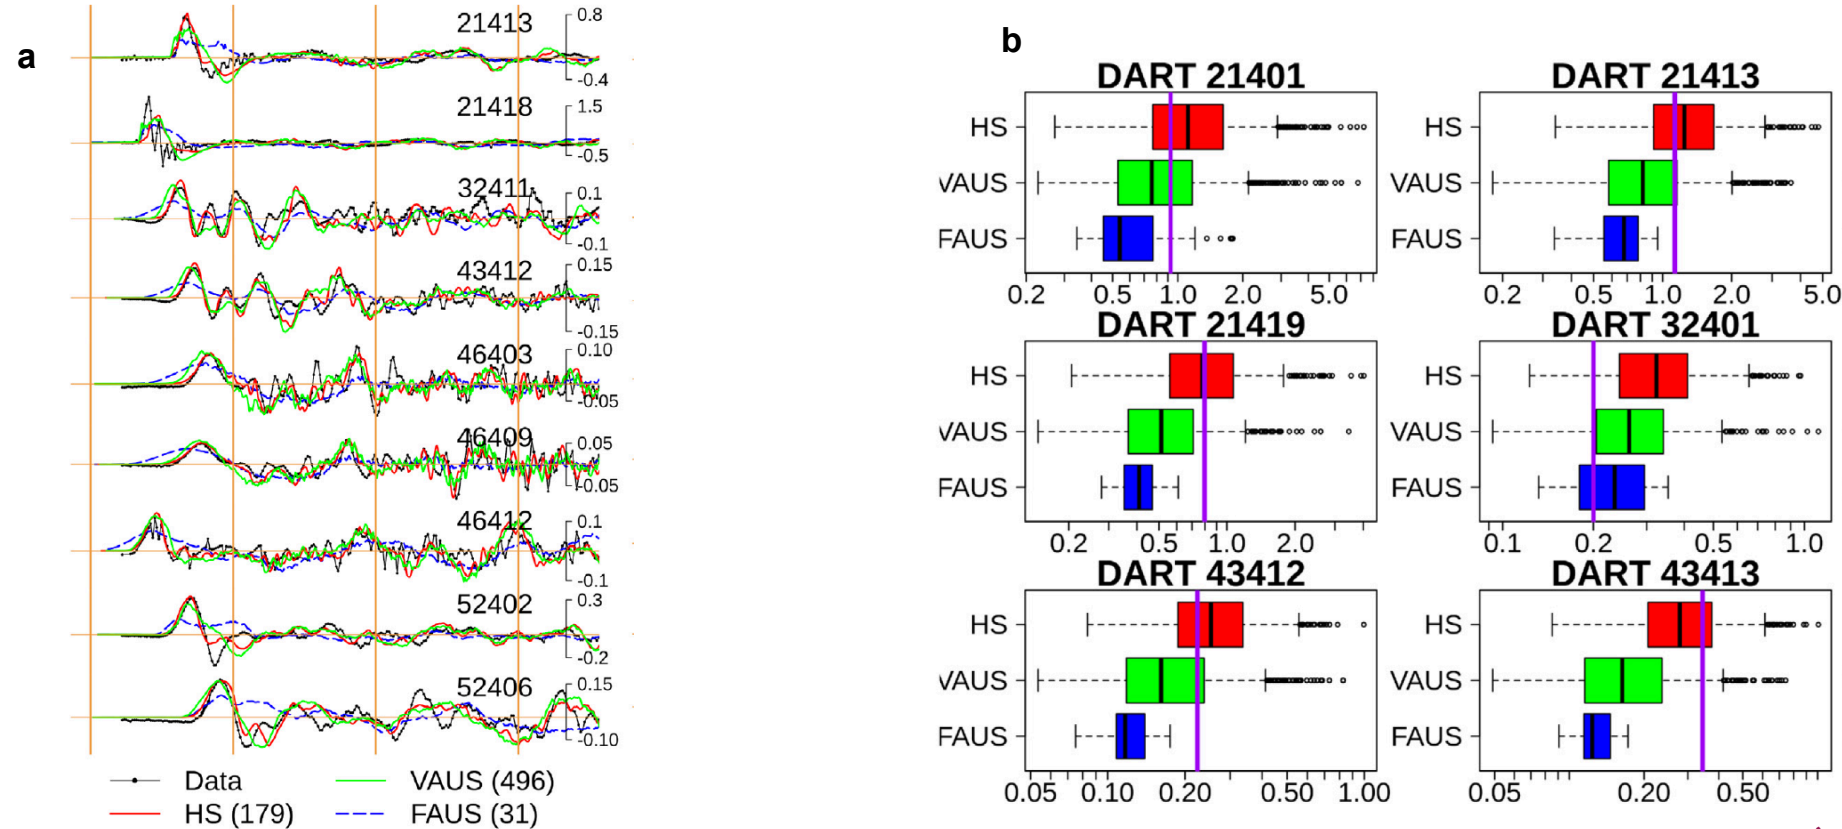 a
21413
0.8
-0.4
21418
1.5
-0.5
32411
0.1
-0.1
43412
0.15
-0.15
46403
0.10
-0.05
46409
0.05
-0.05
46412
0.1
-0.1
52402
0.3
-0.2
52406
0.15
-0.10
Data
VAUS (496)
HS (179)
FAUS (31)
b
DART 21401
HS
VAUS
FAUS
0.2 0.5 1.0 2.0 5.0
DART 21413
HS
VAUS
FAUS
0.2 0.5 1.0 2.0 5.0
DART 21419
HS
VAUS
FAUS
0.2 0.5 1.0 2.0
DART 32401
HS
VAUS
FAUS
0.1 0.2 0.5 1.0
DART 43412
HS
VAUS
FAUS
0.05 0.10 0.20 0.50 1.00
DART 43413
HS
VAUS
FAUS
0.05 0.20 0.50